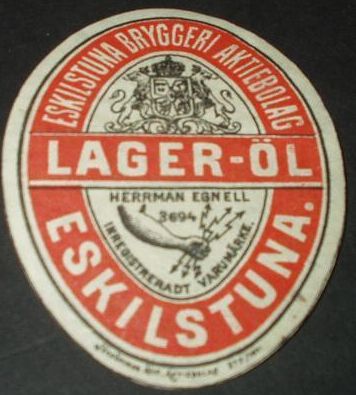 ESKILSTUNA BRYGGERI AKTIEBOLAG
LAGER-ÖL
HERRMAN EGNELL
3694
INREGISTRERADT VARUMÄRKE.
ESKILSTUNA.